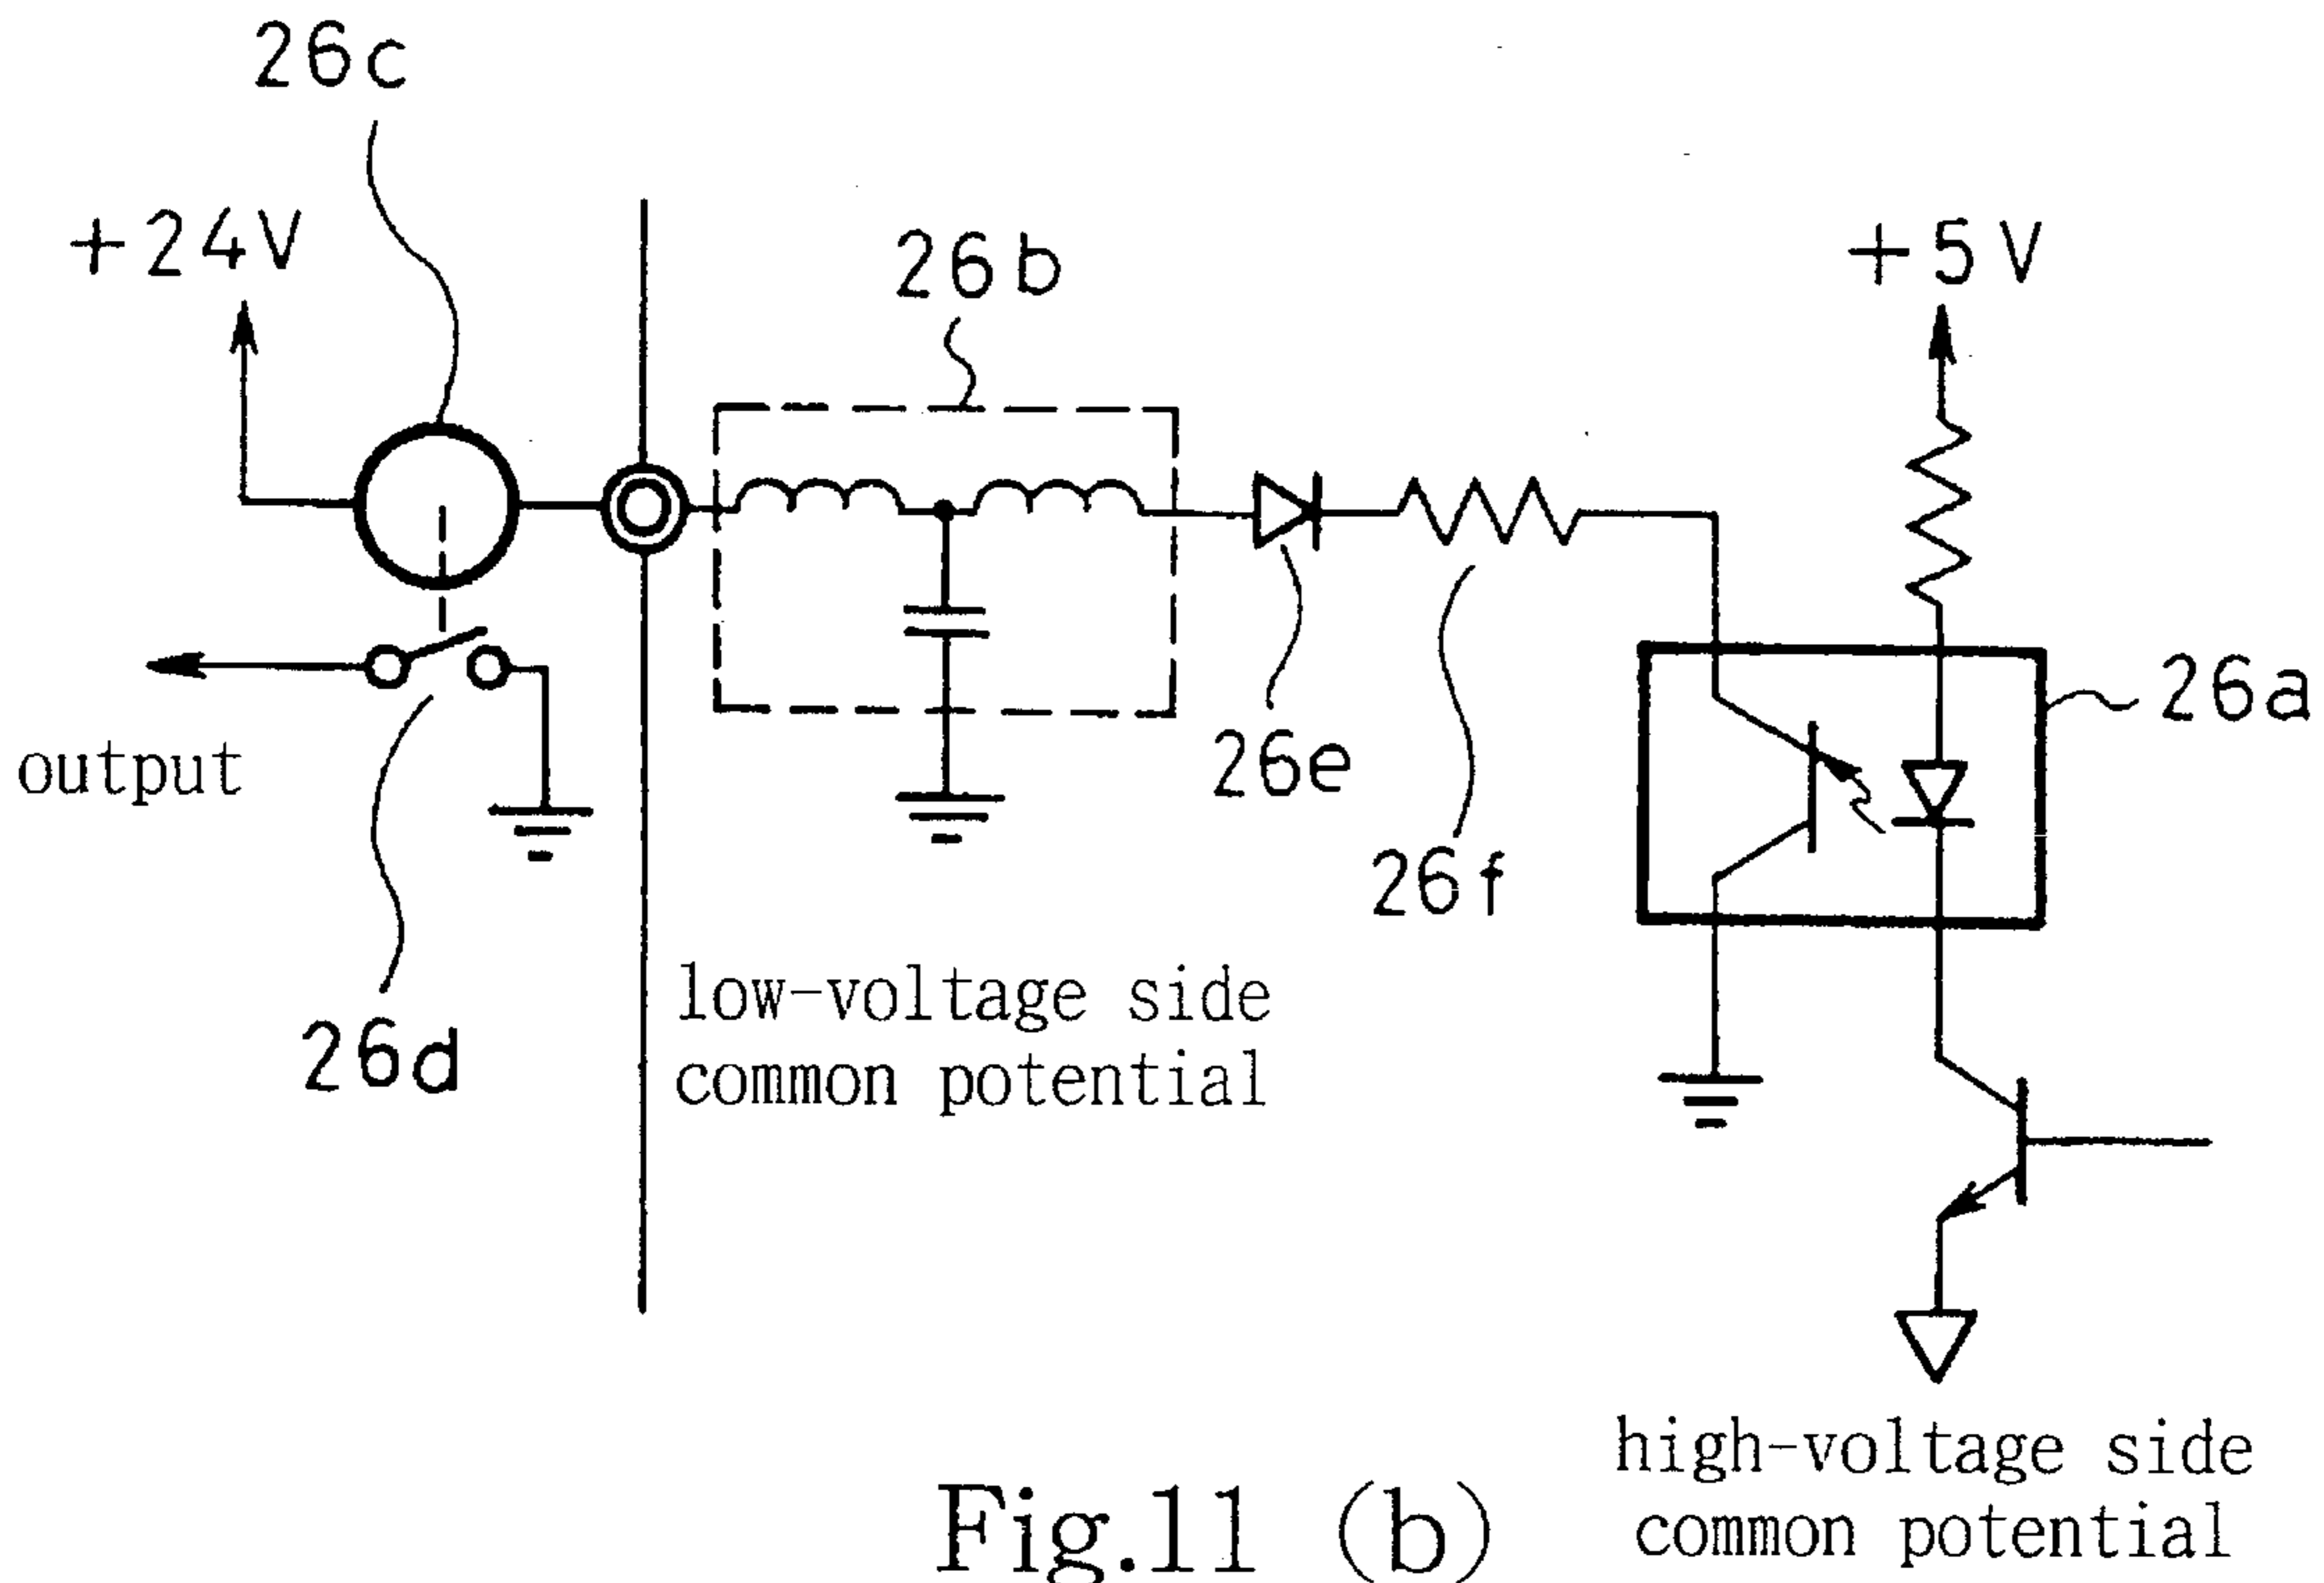 26c
+24V
26b
+5V
26a
output
26e
26f
26d
low-voltage side
common potential
high-voltage side
common potential
Fig.11 (b)